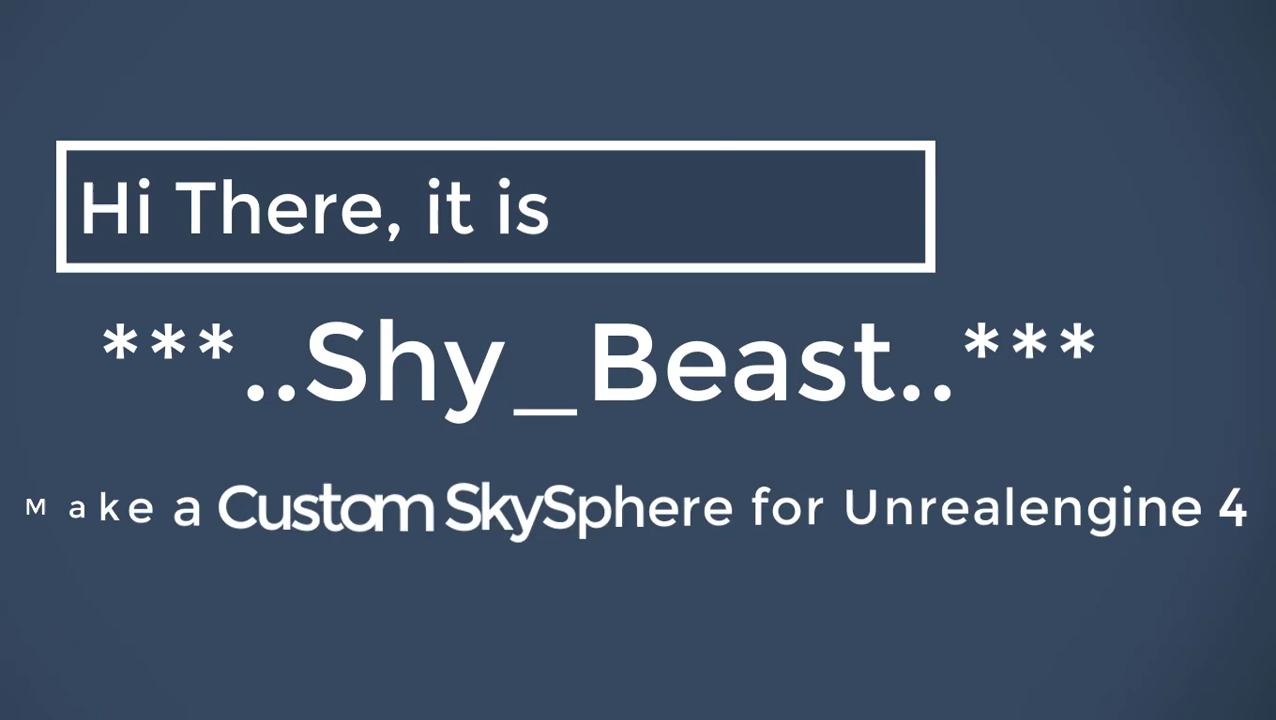 Hi There, it is
***..Shy_Beast..***
Make a Custom SkySphere for Unrealengine 4